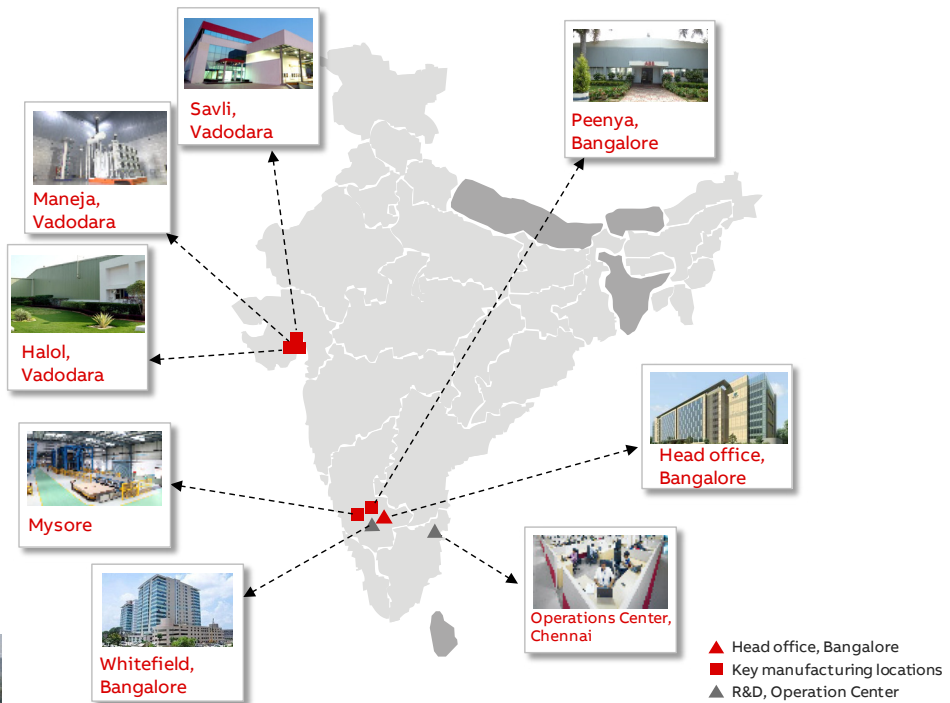 Savli,
Vadodara
Peenya,
Bangalore
Maneja,
Vadodara
Halol,
Vadodara
Head office,
Bangalore
Mysore
Operations Center,
Chennai
Whitefield,
Bangalore
Head office, Bangalore
Key manufacturing locations
R&D, Operation Center